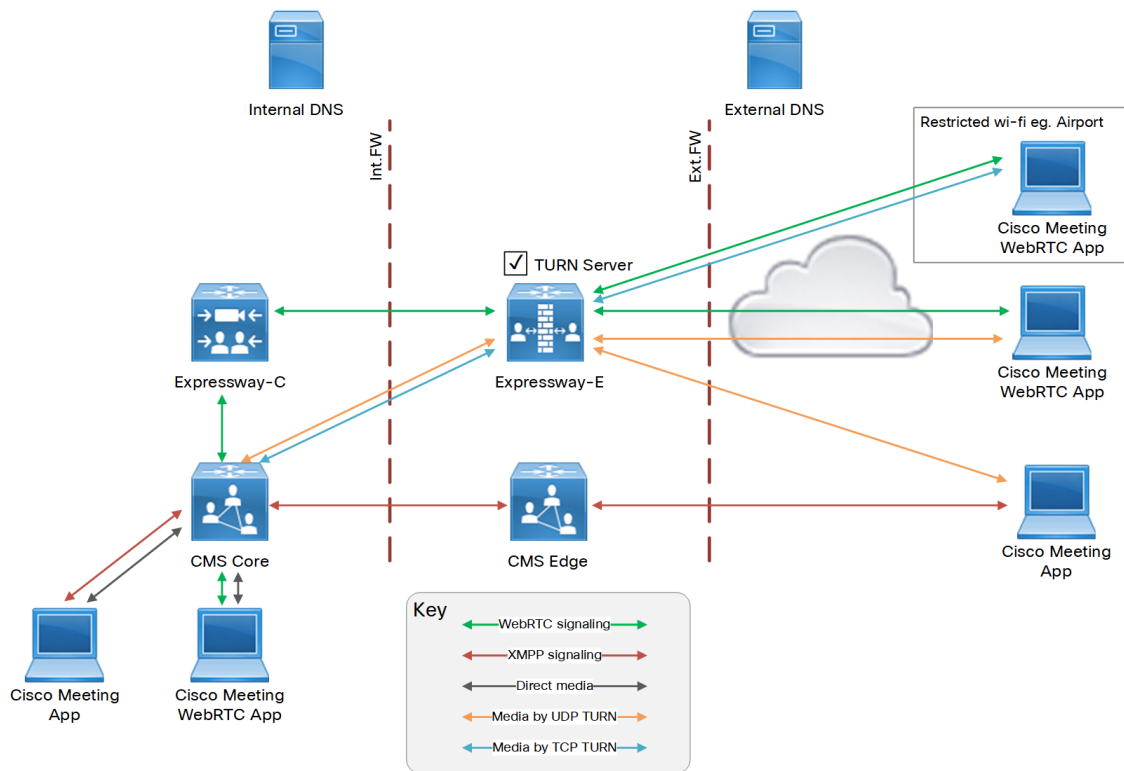 Internal DNS
External DNS
Int.FW
Ext.FW
Restricted wi-fi eg. Airport
Cisco Meeting
WebRTC App
✓ TURN Server
Expressway-C
Expressway-E
Cisco Meeting
WebRTC App
CMS Core
CMS Edge
Cisco Meeting
App
Cisco Meeting
App
Cisco Meeting
WebRTC App
Key
WebRTC signaling
XMPP signaling
Direct media
Media by UDP TURN
Media by TCP TURN